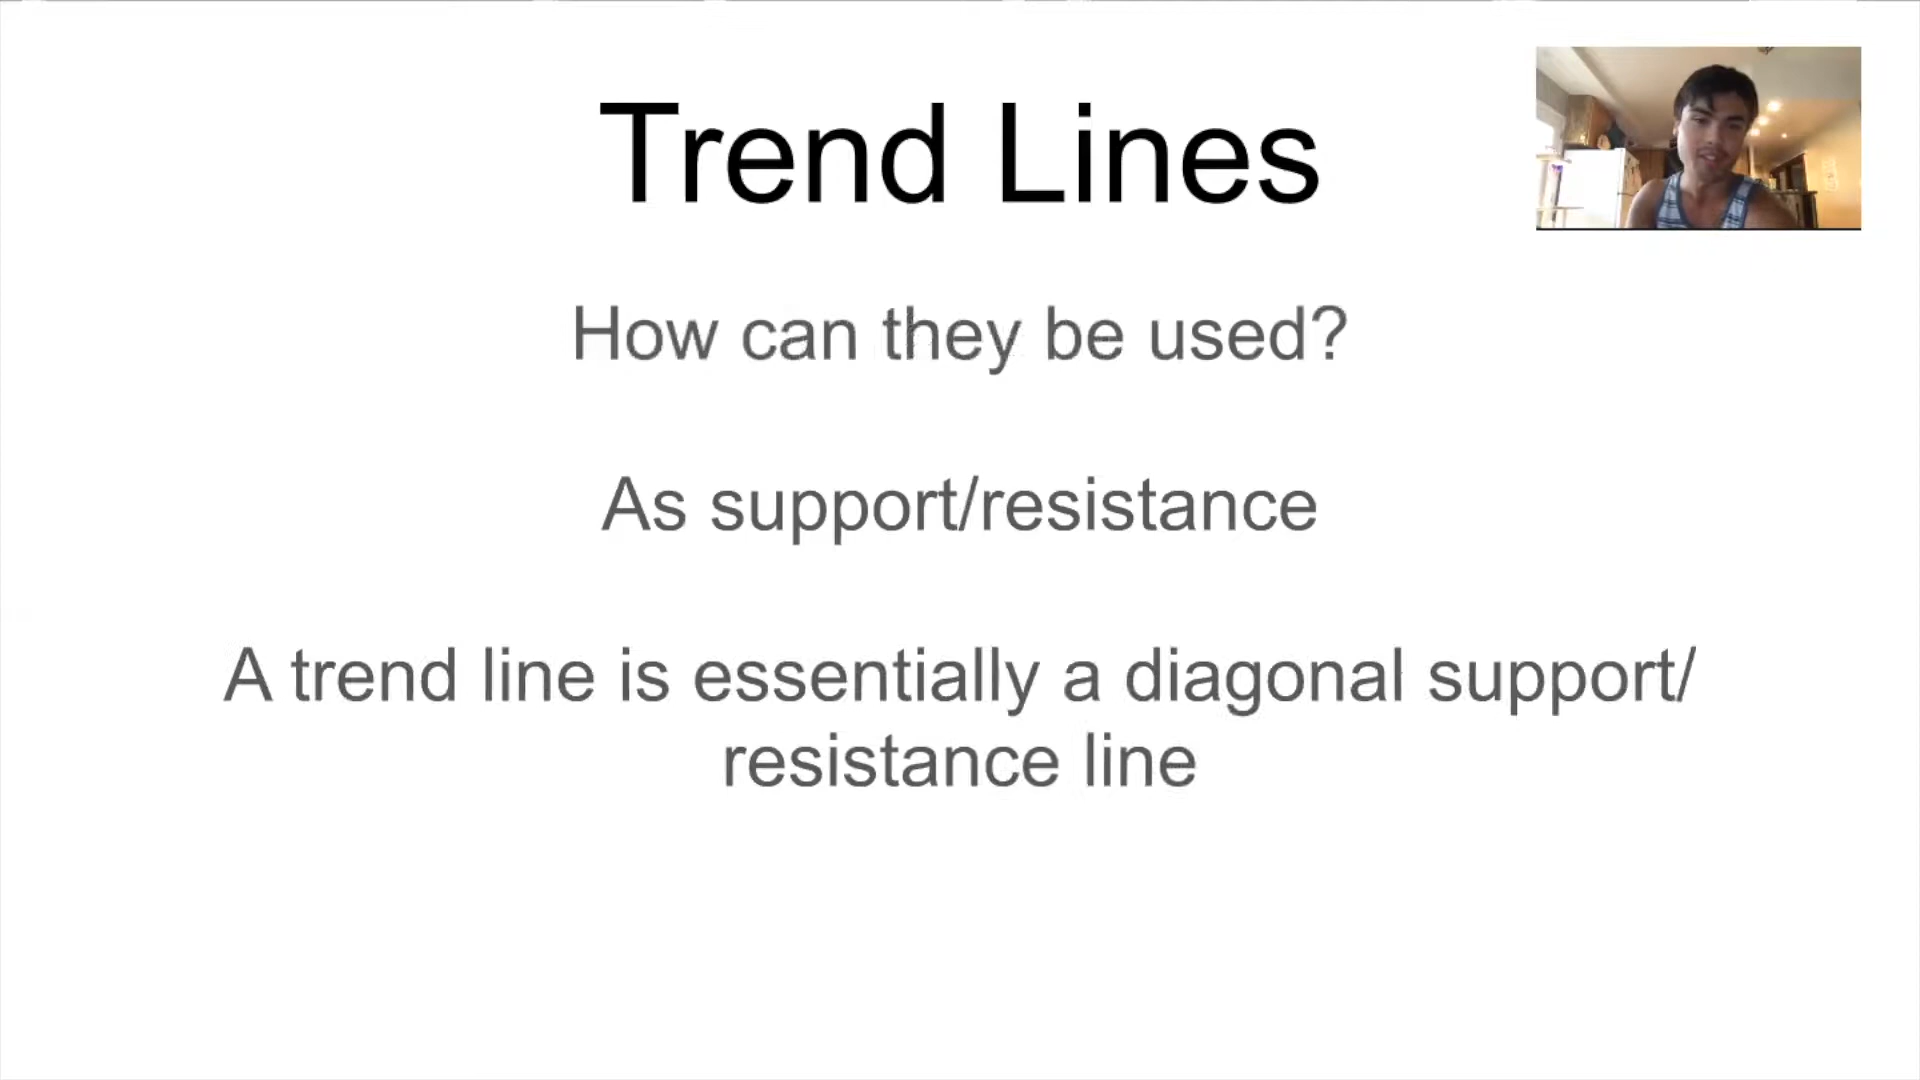 Trend Lines
How can they be used?
As support/resistance
A trend line is essentially a diagonal support/
resistance line